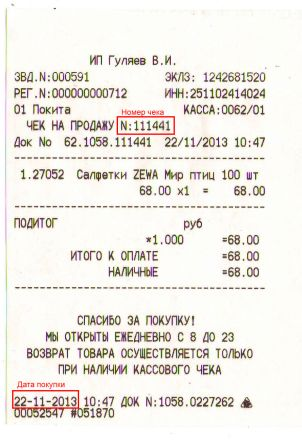 ИП Гуляев В.И.
ЗВД.N:000591 ЭКЛЗ: 1242681520
РЕГ.N:000000000712 ИНН:251102414024
01 Покита Номер чека КАССА:0062/01
ЧЕК НА ПРОДАЖУ N:111441
Док No 62.1058.111441 22/11/2013 10:47
1.27052 Салфетки ZEWA Мир птиц 100 шт
68.00 x1 = 68.00
ПОДИТОГ руб
*1.000 =68.00
ИТОГО К ОПЛАТЕ =68.00
НАЛИЧНЫЕ =68.00
СПАСИБО ЗА ПОКУПКУ!
МЫ ОТКРЫТЫ ЕЖЕДНЕВНО С 8 ДО 23
ВОЗВРАТ ТОВАРА ОСУЩЕСТВЛЯЕТСЯ ТОЛЬКО
ПРИ НАЛИЧИИ КАССОВОГО ЧЕКА
Дата покупки
22-11-2013 10:47 ДОК N:1058.0227262
00052547 #051870